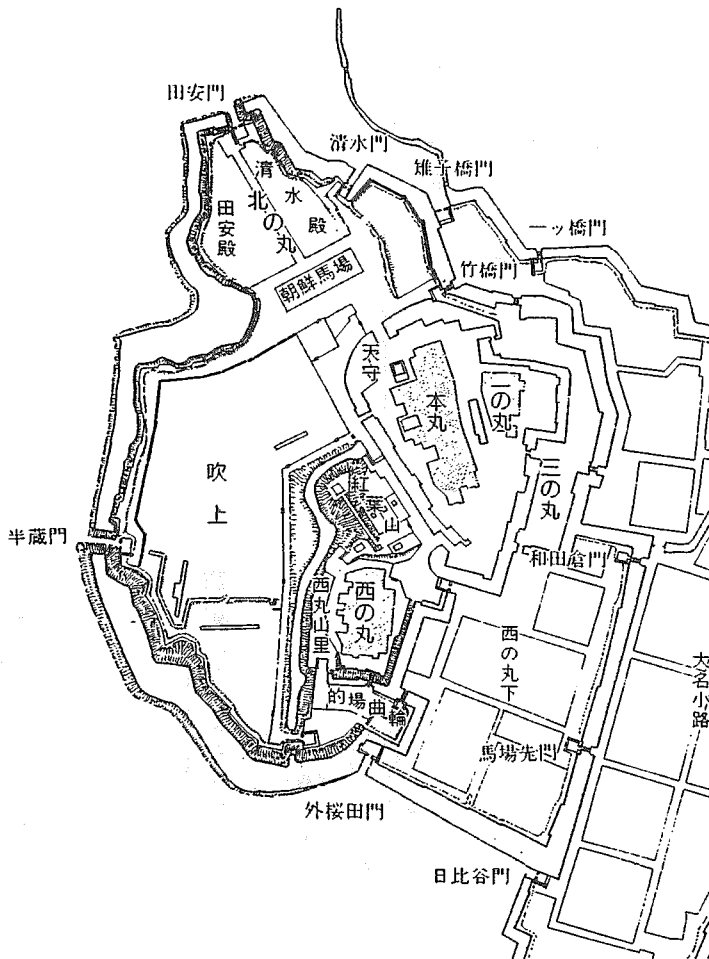 田安門
清水門
雉子橋門
一ッ橋門
竹橋門
清水殿
北の丸
田安殿
朝鮮馬場
天守
本丸
二の丸
三の丸
吹上
紅葉山
半蔵門
和田倉門
西の丸
西丸山里
西の丸下
大名小路
的場曲輪
馬場先門
外桜田門
日比谷門